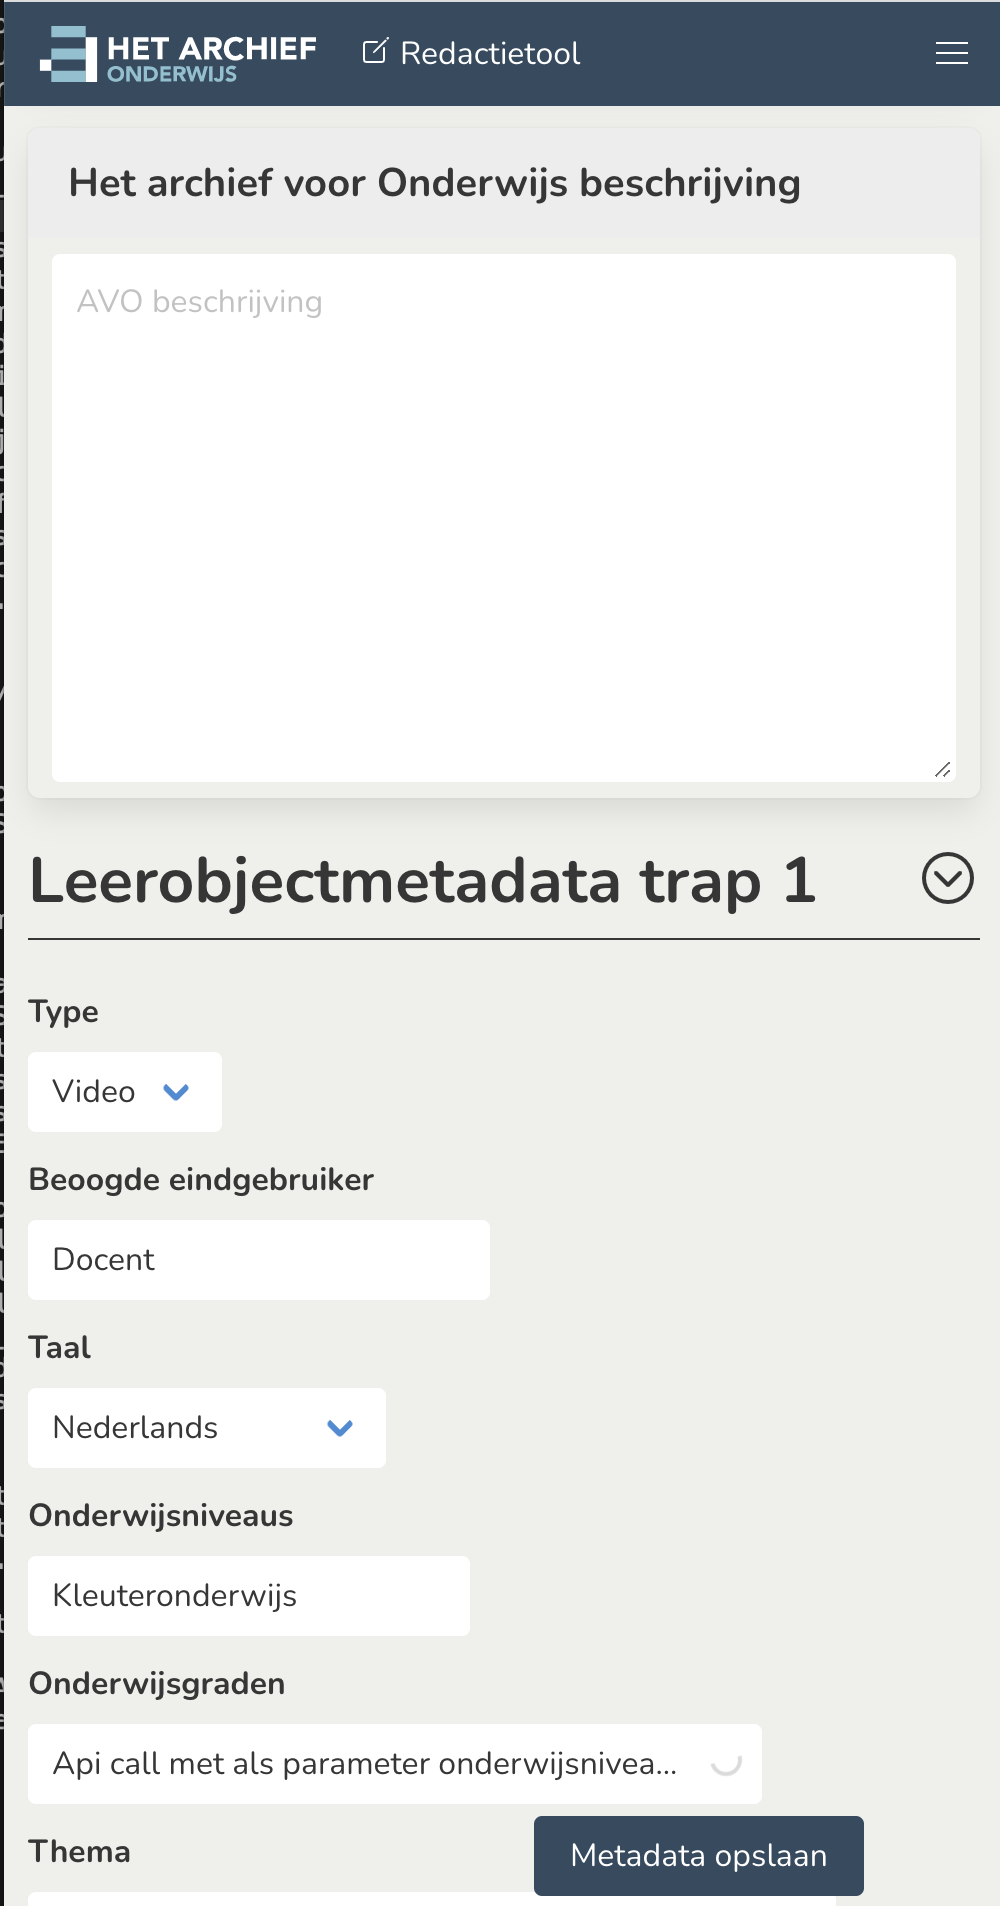 HET ARCHIEF
ONDERWIJS
Redactietool
Het archief voor Onderwijs beschrijving
AVO beschrijving
Leerobjectmetadata trap 1
Type
Video
Beoogde eindgebruiker
Docent
Taal
Nederlands
Onderwijsniveaus
Kleuteronderwijs
Onderwijsgraden
Api call met als parameter onderwijsnivea...
Thema
Metadata opslaan